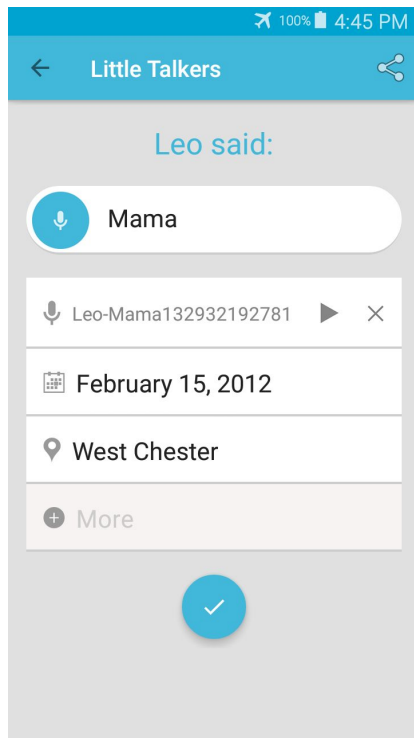 100% 4:45 PM
Little Talkers
Leo said:
Mama
Leo-Mama132932192781
February 15, 2012
West Chester
More